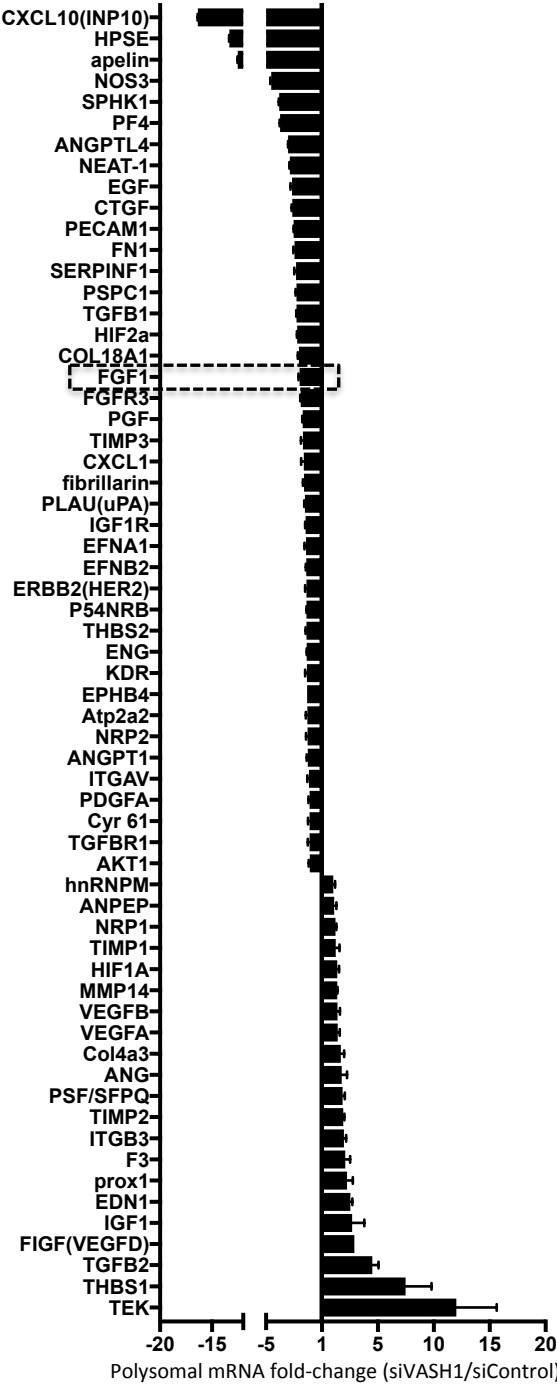 CXCL10(INP10)
HPSE
apelin
NOS3
SPHK1
PF4
ANGPTL4
NEAT-1
EGF
CTGF
PECAM1
FN1
SERPINF1
PSPC1
TGFB1
HIF2a
COL18A1
FGF1
FGFR3
PGF
TIMP3
CXCL1
fibrillarin
PLAU(uPA)
IGF1R
EFNA1
EFNB2
ERBB2(HER2)
P54NRB
THBS2
ENG
KDR
EPHB4
Atp2a2
NRP2
ANGPT1
ITGAV
PDGFA
Cyr 61
TGFBR1
AKT1
hnRNPM
ANPEP
NRP1
TIMP1
HIF1A
MMP14
VEGFB
VEGFA
Col4a3
ANG
PSF/SFPQ
TIMP2
ITGB3
F3
prox1
EDN1
IGF1
FIGF(VEGFD)
TGFB2
THBS1
TEK
-20 -15 -5 1 5 10 15 20
Polysomal mRNA fold-change (siVASH1/siControl)